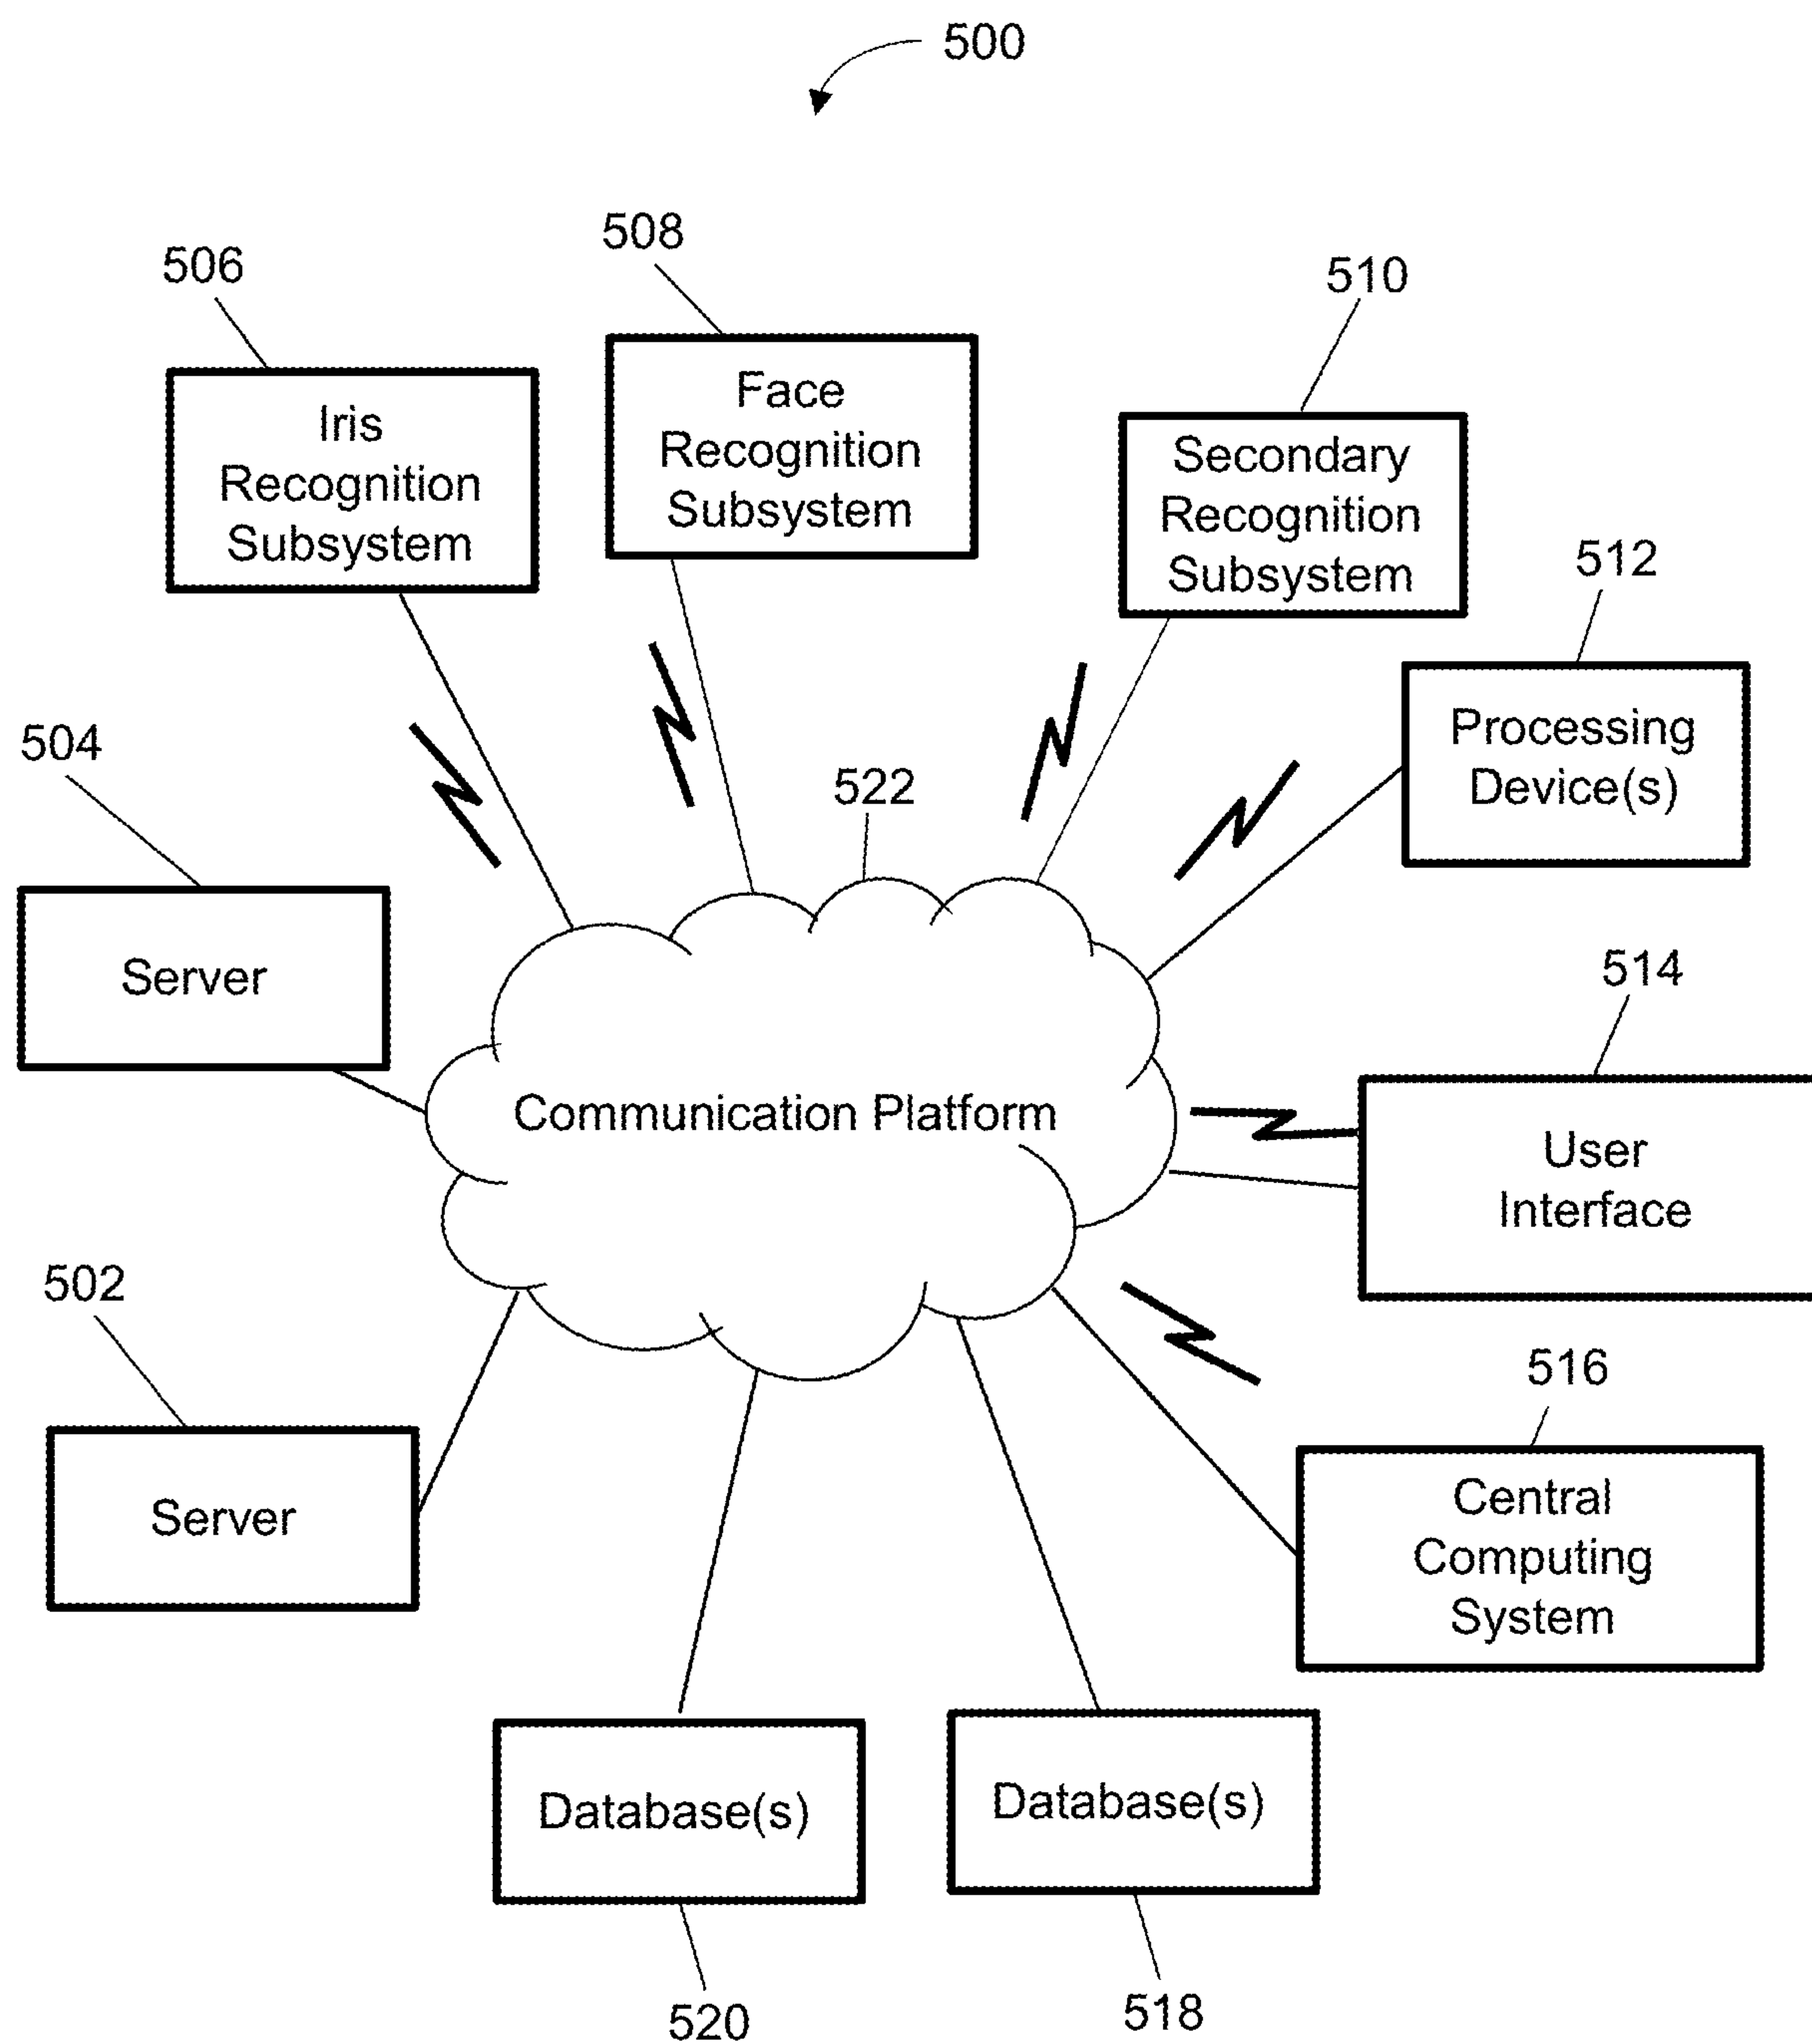 500
508
506
510
Face
Recognition
Subsystem
Iris
Recognition
Subsystem
Secondary
Recognition
Subsystem
512
Processing
Device(s)
504
522
Server
514
Communication Platform
User
Interface
502
516
Server
Central
Computing
System
Database(s)
Database(s)
520
518